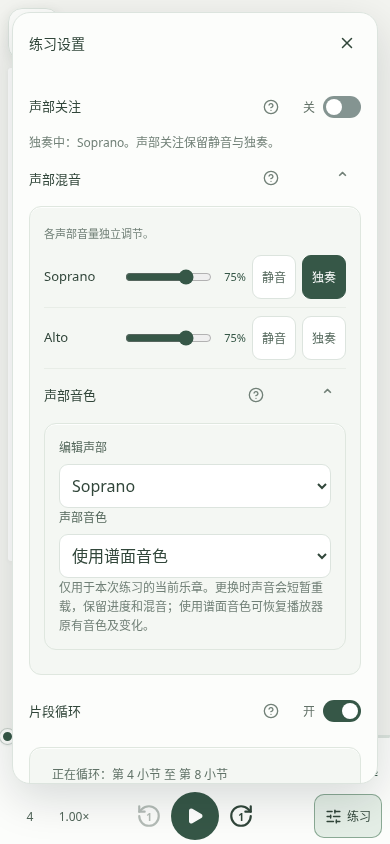 练习设置
声部关注
关
独奏中：Soprano。声部关注保留静音与独奏。
声部混音
各声部音量独立调节。
Soprano 75% 静音 独奏
Alto 75% 静音 独奏
声部音色
编辑声部
Soprano
声部音色
使用谱面音色
仅用于本次练习的当前乐章。更换时声音会短暂重
载，保留进度和混音；使用谱面音色可恢复播放器
原有音色及变化。
片段循环
开
正在循环：第 4 小节 至 第 8 小节
4 1.00× 1 1 练习